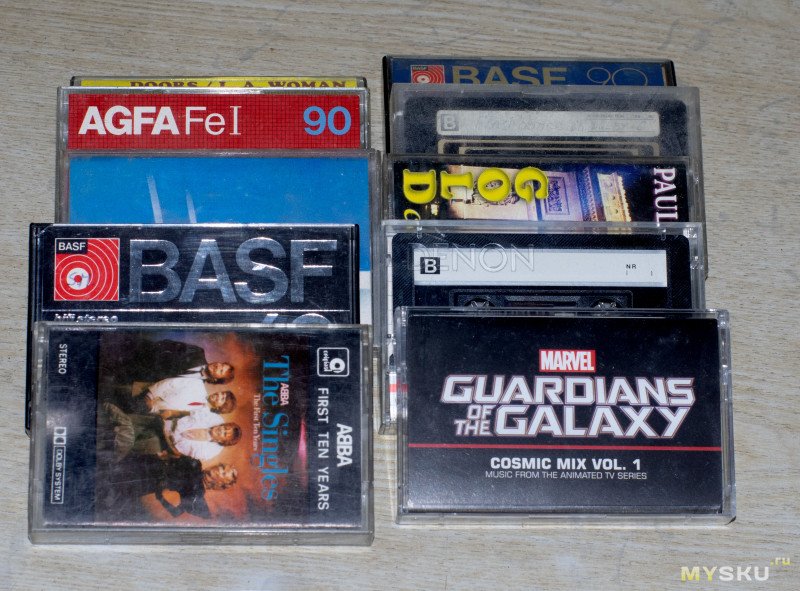 DOORS / L.A. WOMAN
AGFA FeI 90
BASF
BASF
STEREO
DOLBY SYSTEM
ABBA
The Singles
The First Ten Years
ABBA
FIRST TEN YEARS
BASF 90
B
GOLD
PAUL
DENON
B
NR
MARVEL
GUARDIANS
OF THE GALAXY
COSMIC MIX VOL. 1
MUSIC FROM THE ANIMATED TV SERIES
MYSKU.ru